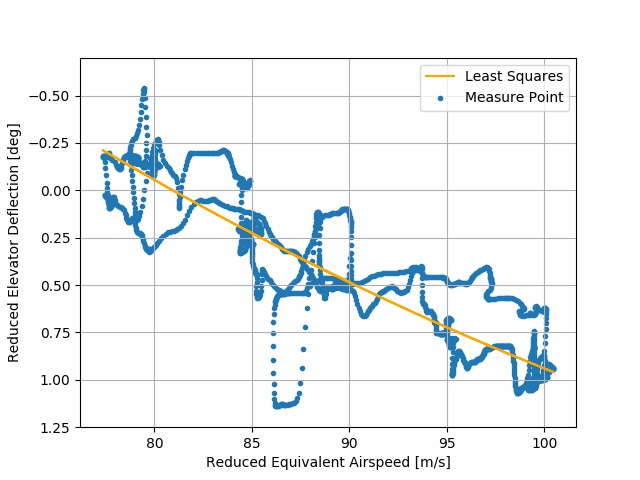 Least Squares
Measure Point
−0.50
−0.25
0.00
0.25
0.50
0.75
1.00
1.25
Reduced Elevator Deflection [deg]
80 85 90 95 100
Reduced Equivalent Airspeed [m/s]